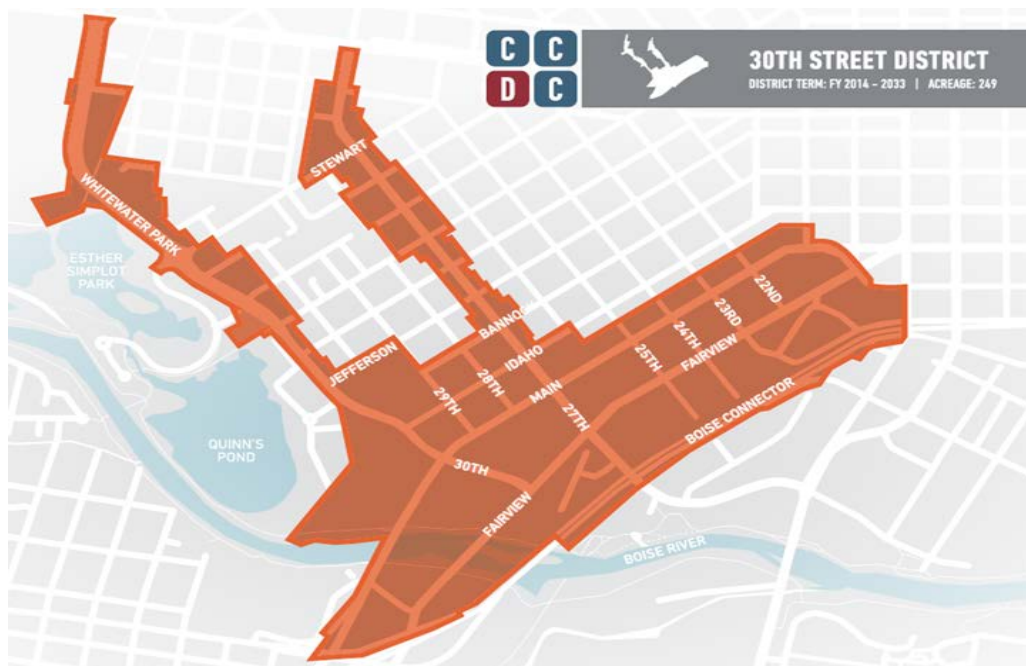 C C
D C
30TH STREET DISTRICT
DISTRICT TERM: FY 2014 – 2033 | ACREAGE: 249
STEWART
WHITEWATER PARK
ESTHER
SIMPLOT
PARK
22ND
23RD
24TH
25TH
FAIRVIEW
BANNOC
IDAHO
JEFFERSON
28TH
29TH
MAIN
27TH
BOISE CONNECTOR
QUINN'S
POND
30TH
FAIRVIEW
BOISE RIVER